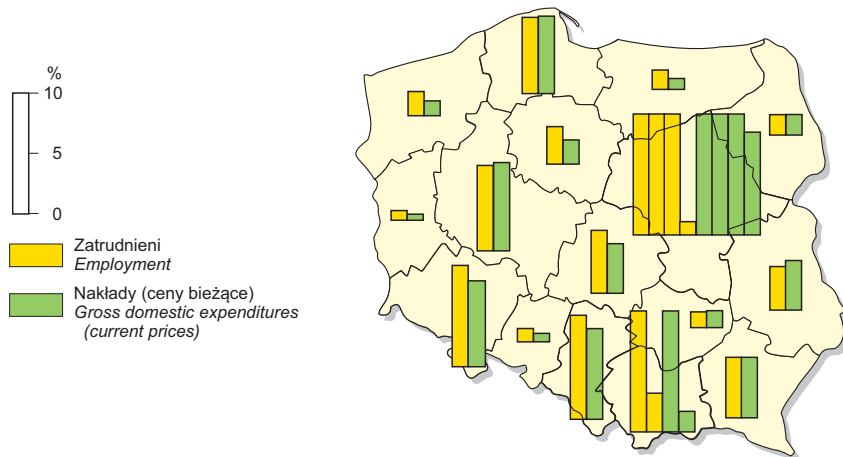 %
10
5
0
Zatrudnieni
Employment
Nakłady (ceny bieżące)
Gross domestic expenditures
(current prices)